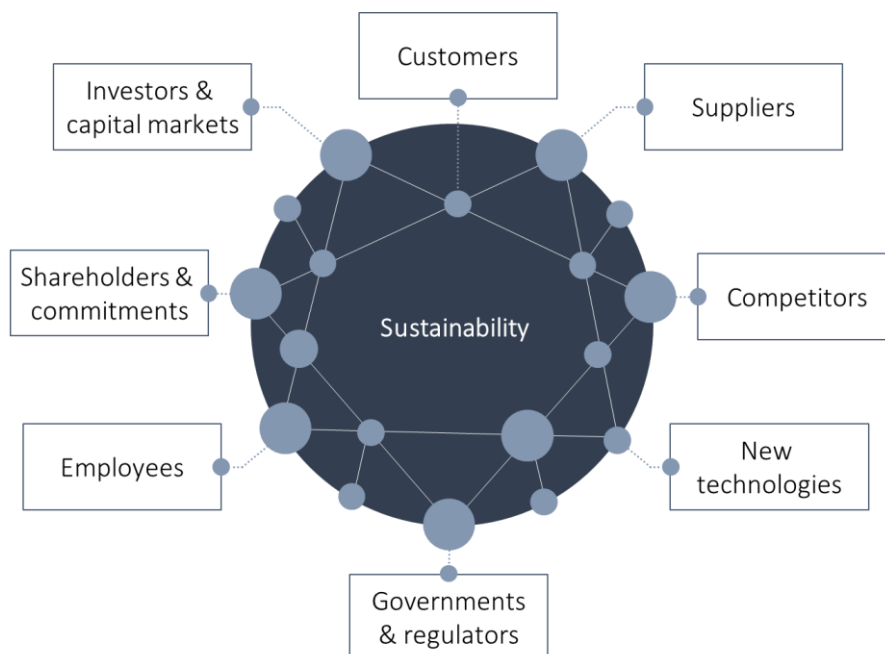 Customers
Investors &
capital markets
Suppliers
Shareholders &
commitments
Sustainability
Competitors
Employees
New
technologies
Governments
& regulators